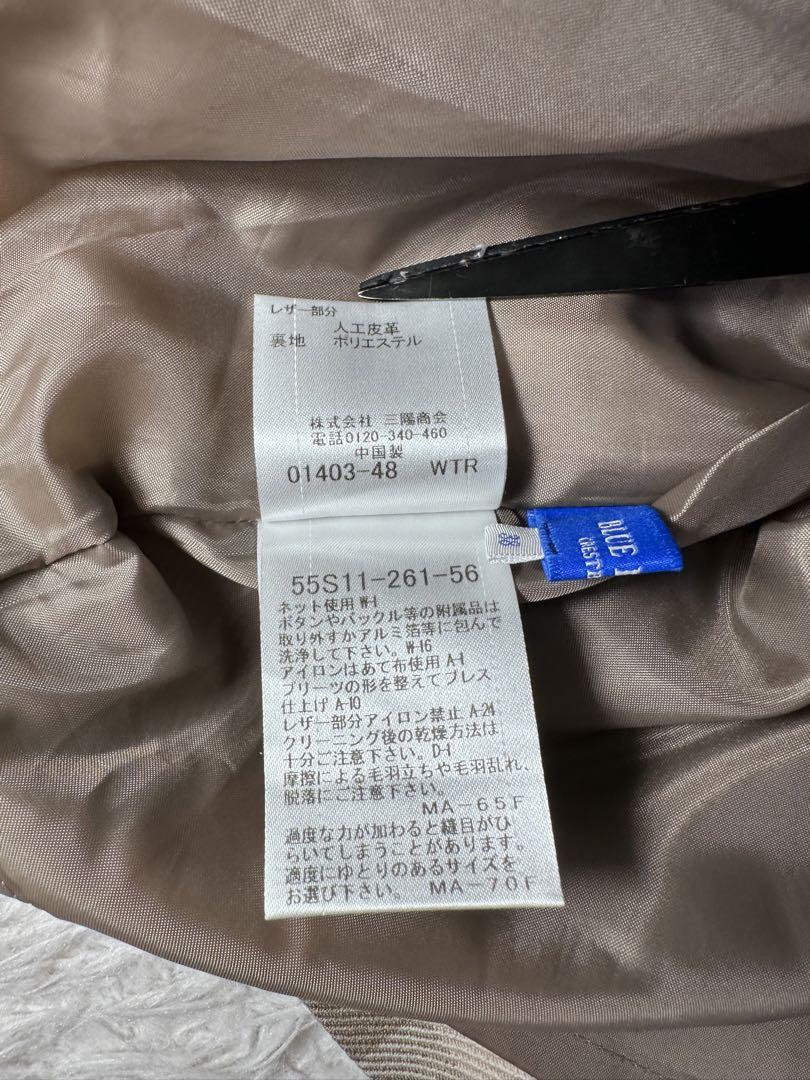 レザー部分
人工皮革
裏地 ポリエステル
株式会社 三陽商会
電話0120-340-460
中国製
01403-48 WTR
55S11-261-56
ネット使用 W-1
ボタンやバックル等の附属品は
取り外すかアルミ箔等に包んで
洗浄して下さい。W-16
アイロンはあて布使用 A-1
プリーツの形を整えてプレス
仕上げ A-10
レザー部分アイロン禁止 A-24
クリーニング後の乾燥方法は
十分ご注意下さい。D-1
摩擦による毛羽立ちや毛羽乱れ、
脱落にご注意下さい。
MA-65F
過度な力が加わると縫目がひ
らいてしまうことがあります。
適度にゆとりのあるサイズを
お選び下さい。 MA-70F
38
BLUE
CREST